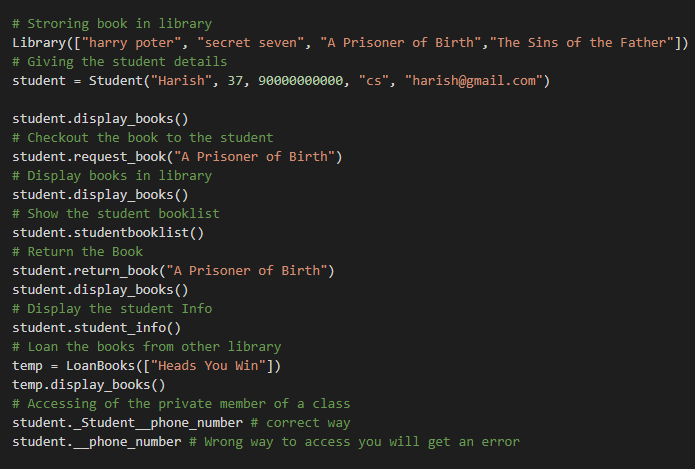 # Stroring book in library
Library(["harry poter", "secret seven", "A Prisoner of Birth","The Sins of the Father"])
# Giving the student details
student = Student("Harish", 37, 90000000000, "cs", "harish@gmail.com")
student.display_books()
# Checkout the book to the student
student.request_book("A Prisoner of Birth")
# Display books in library
student.display_books()
# Show the student booklist
student.studentbooklist()
# Return the Book
student.return_book("A Prisoner of Birth")
student.display_books()
# Display the student Info
student.student_info()
# Loan the books from other library
temp = LoanBooks(["Heads You Win"])
temp.display_books()
# Accessing of the private member of a class
student._Student__phone_number # correct way
student.__phone_number # Wrong way to access you will get an error